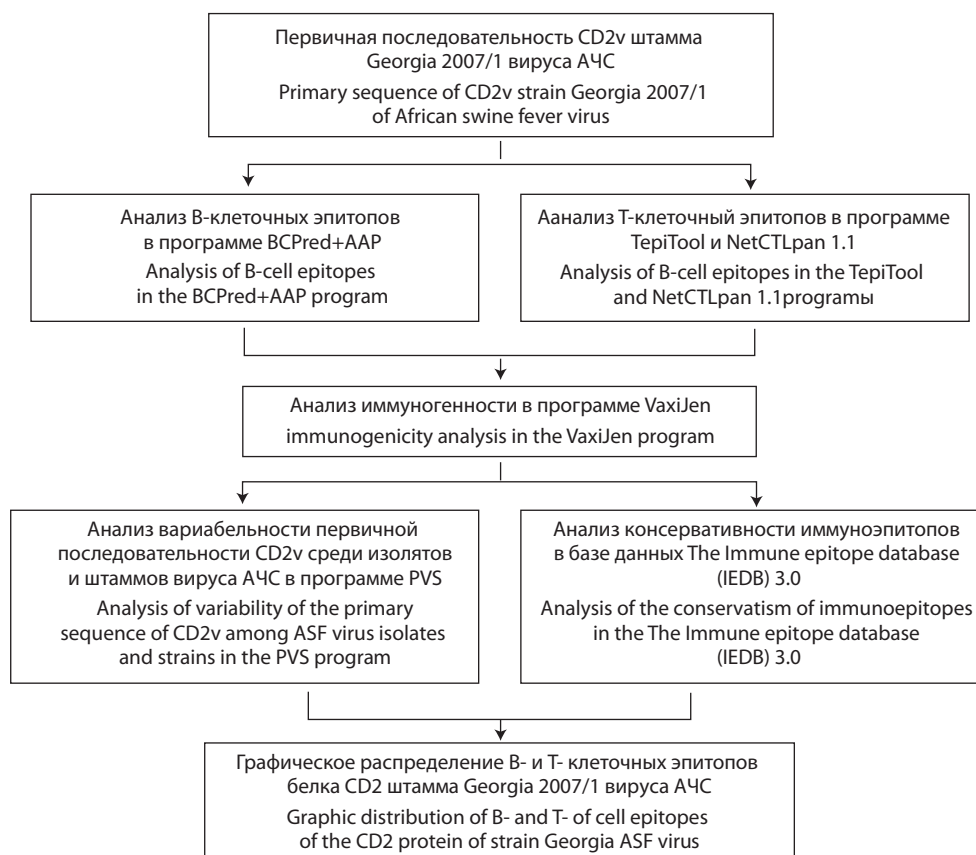 Первичная последовательность CD2v штамма
Georgia 2007/1 вируса АЧС
Primary sequence of CD2v strain Georgia 2007/1
of African swine fever virus
Анализ В-клеточных эпитопов
в программе BCPred+AAP
Analysis of B-cell epitopes
in the BCPred+AAP program
Аанализ Т-клеточный эпитопов в программе
TepiTool и NetCTLpan 1.1
Analysis of B-cell epitopes in the TepiTool
and NetCTLpan 1.1programы
Анализ иммуногенности в программе VaxiJen
immunogenicity analysis in the VaxiJen program
Анализ вариабельности первичной
последовательности CD2v среди изолятов
и штаммов вируса АЧС в программе PVS
Analysis of variability of the primary
sequence of CD2v among ASF virus isolates
and strains in the PVS program
Анализ консервативности иммуноэпитопов
в базе данных The Immune epitope database
(IEDB) 3.0
Analysis of the conservatism of immunoepitopes
in the The Immune epitope database
(IEDB) 3.0
Графическое распределение В- и Т- клеточных эпитопов
белка CD2 штамма Georgia 2007/1 вируса АЧС
Graphic distribution of B- and T- of cell epitopes
of the CD2 protein of strain Georgia ASF virus